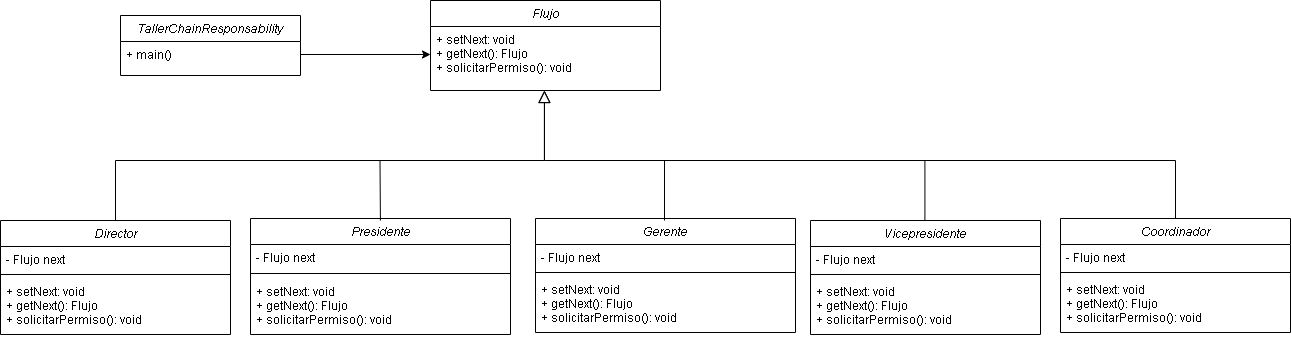 TallerChainResponsability
+ main()
Flujo
+ setNext: void
+ getNext(): Flujo
+ solicitarPermiso(): void
Director
- Flujo next
+ setNext: void
+ getNext(): Flujo
+ solicitarPermiso(): void
Presidente
- Flujo next
+ setNext: void
+ getNext(): Flujo
+ solicitarPermiso(): void
Gerente
- Flujo next
+ setNext: void
+ getNext(): Flujo
+ solicitarPermiso(): void
Vicepresidente
- Flujo next
+ setNext: void
+ getNext(): Flujo
+ solicitarPermiso(): void
Coordinador
- Flujo next
+ setNext: void
+ getNext(): Flujo
+ solicitarPermiso(): void